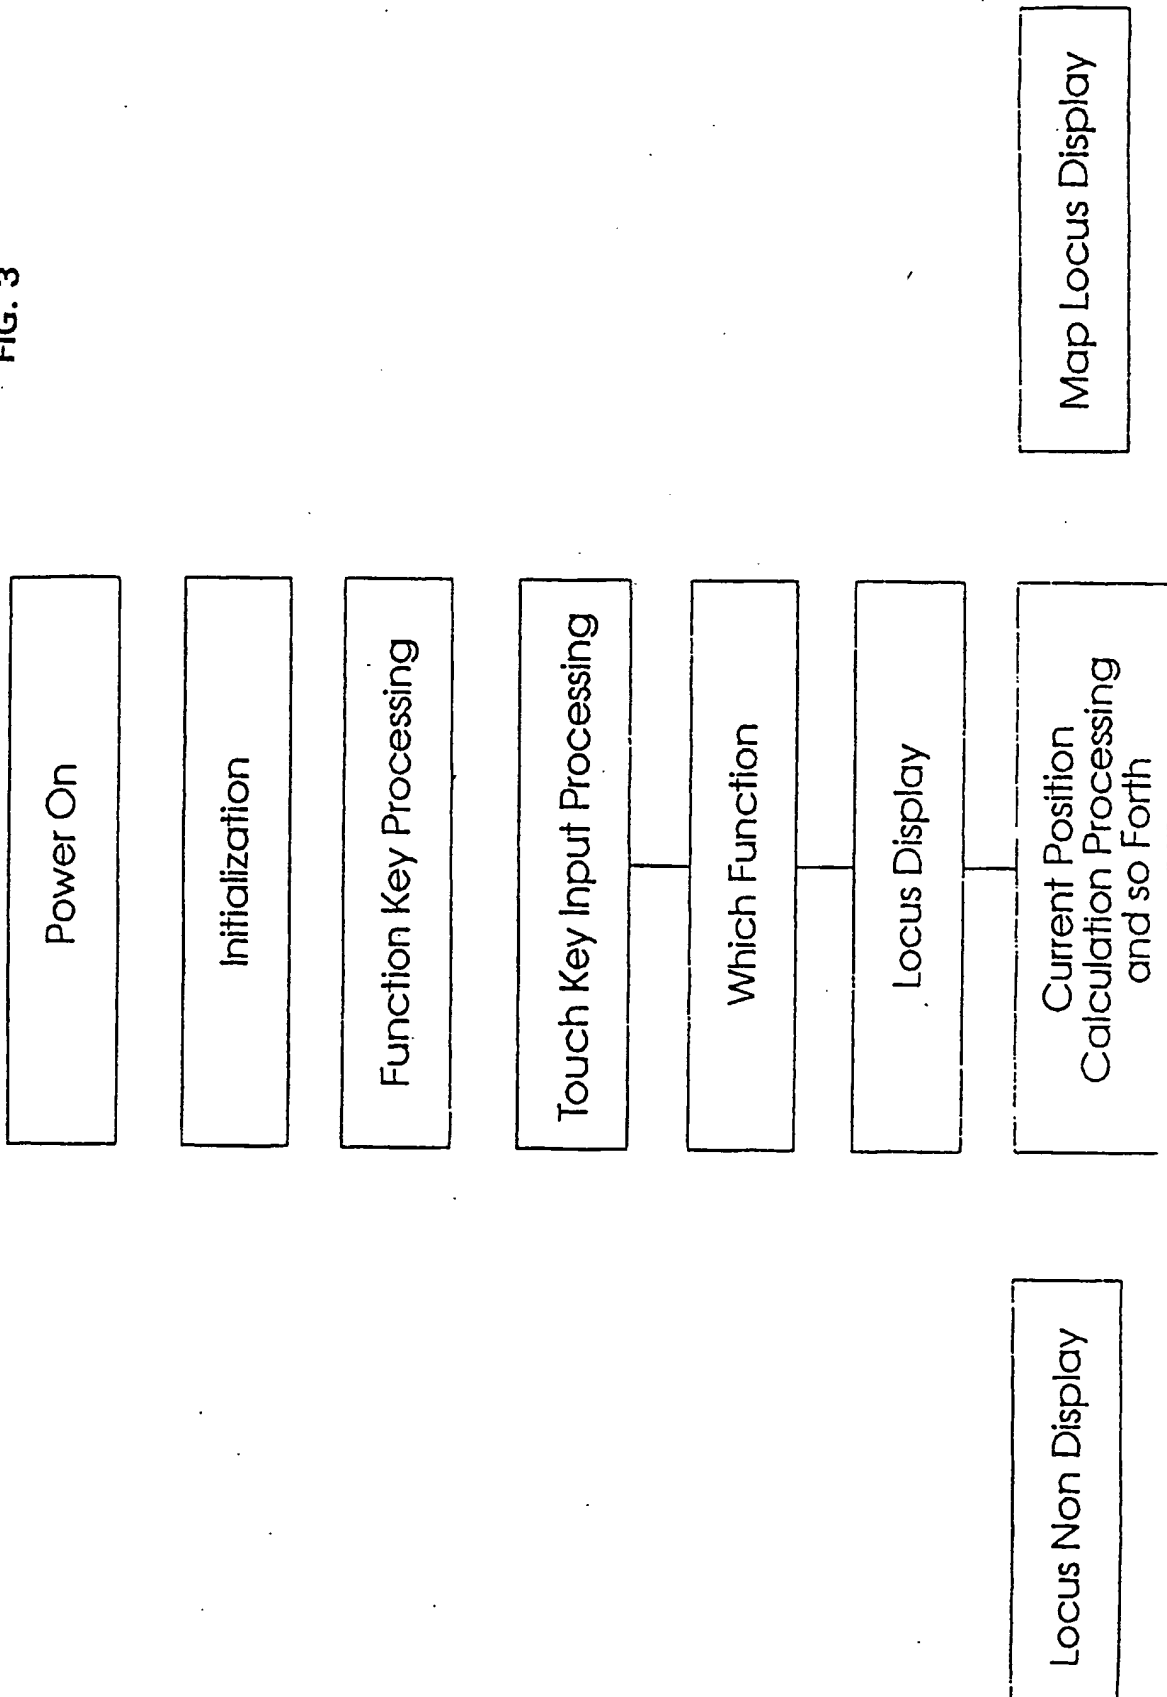 FIG. 3
Power On
Initialization
Function Key Processing
Touch Key Input Processing
Which Function
Locus Display
Locus Non Display
Current Position
Calculation Processing
and so Forth
Map Locus Display